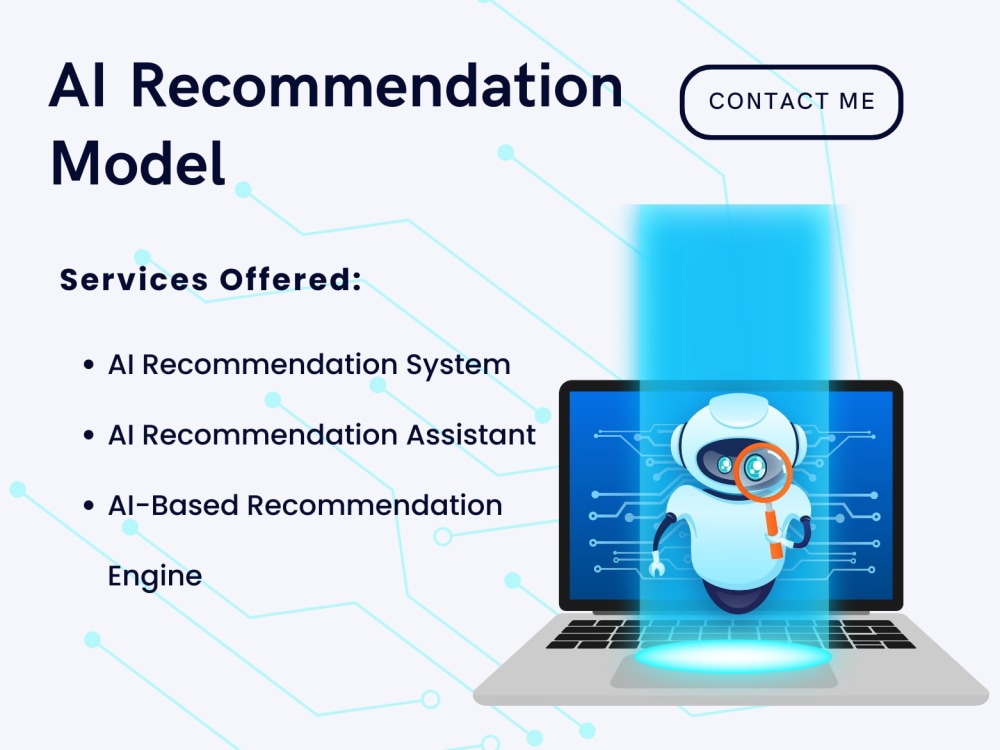 AI Recommendation
Model
CONTACT ME
Services Offered:
• AI Recommendation System
• AI Recommendation Assistant
• AI-Based Recommendation
Engine